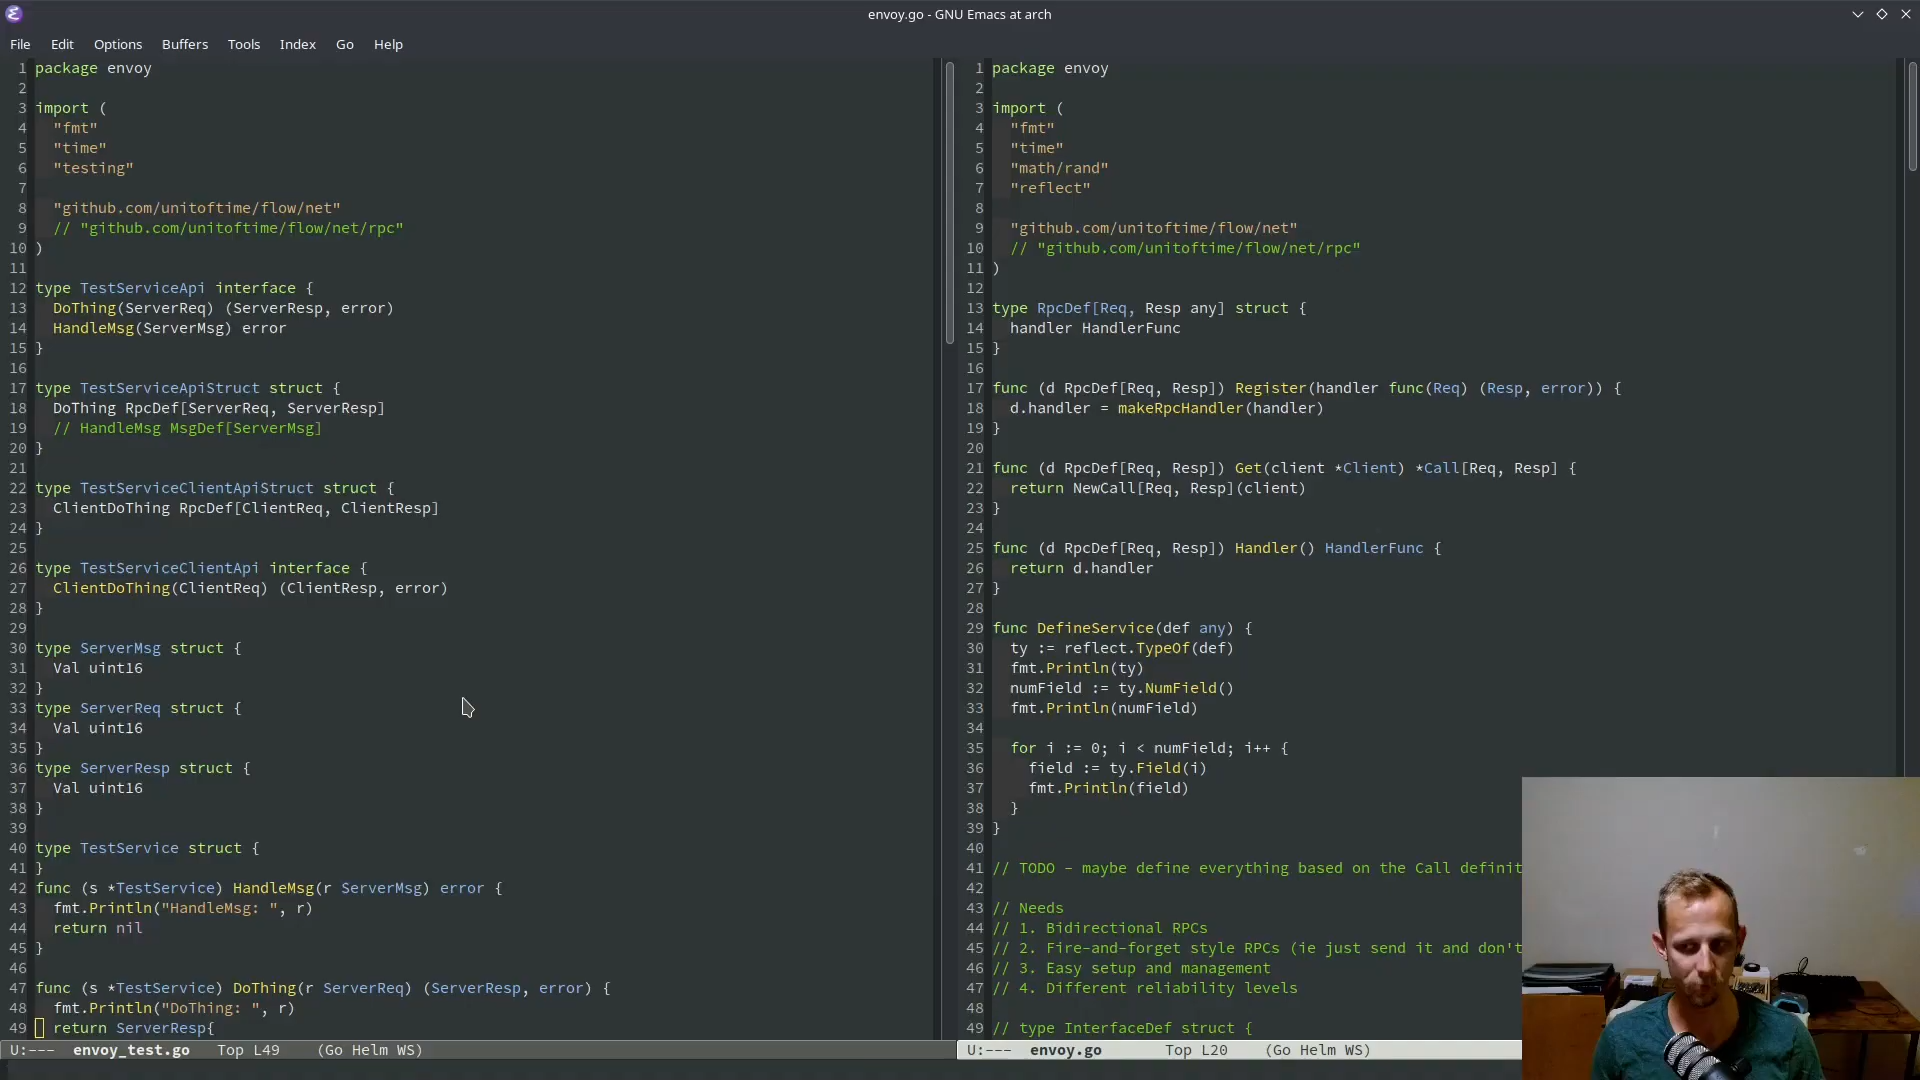 envoy.go - GNU Emacs at arch
File Edit Options Buffers Tools Index Go Help
1 package envoy
2
3 import (
4 "fmt"
5 "time"
6 "testing"
7
8 "github.com/unitoftime/flow/net"
9 // "github.com/unitoftime/flow/net/rpc"
10 )
11
12 type TestServiceApi interface {
13 DoThing(ServerReq) (ServerResp, error)
14 HandleMsg(ServerMsg) error
15 }
16
17 type TestServiceApiStruct struct {
18 DoThing RpcDef[ServerReq, ServerResp]
19 // HandleMsg MsgDef[ServerMsg]
20 }
21
22 type TestServiceClientApiStruct struct {
23 ClientDoThing RpcDef[ClientReq, ClientResp]
24 }
25
26 type TestServiceClientApi interface {
27 ClientDoThing(ClientReq) (ClientResp, error)
28 }
29
30 type ServerMsg struct {
31 Val uint16
32 }
33 type ServerReq struct {
34 Val uint16
35 }
36 type ServerResp struct {
37 Val uint16
38 }
39
40 type TestService struct {
41 }
42 func (s *TestService) HandleMsg(r ServerMsg) error {
43 fmt.Println("HandleMsg: ", r)
44 return nil
45 }
46
47 func (s *TestService) DoThing(r ServerReq) (ServerResp, error) {
48 fmt.Println("DoThing: ", r)
49 return ServerResp{
U:--- envoy_test.go Top L49 (Go Helm WS)
1 package envoy
2
3 import (
4 "fmt"
5 "time"
6 "math/rand"
7 "reflect"
8
9 "github.com/unitoftime/flow/net"
10 // "github.com/unitoftime/flow/net/rpc"
11 )
12
13 type RpcDef[Req, Resp any] struct {
14 handler HandlerFunc
15 }
16
17 func (d RpcDef[Req, Resp]) Register(handler func(Req) (Resp, error)) {
18 d.handler = makeRpcHandler(handler)
19 }
20
21 func (d RpcDef[Req, Resp]) Get(client *Client) *Call[Req, Resp] {
22 return NewCall[Req, Resp](client)
23 }
24
25 func (d RpcDef[Req, Resp]) Handler() HandlerFunc {
26 return d.handler
27 }
28
29 func DefineService(def any) {
30 ty := reflect.TypeOf(def)
31 fmt.Println(ty)
32 numField := ty.NumField()
33 fmt.Println(numField)
34
35 for i := 0; i < numField; i++ {
36 field := ty.Field(i)
37 fmt.Println(field)
38 }
39 }
40
41 // TODO - maybe define everything based on the Call definit
42
43 // Needs
44 // 1. Bidirectional RPCs
45 // 2. Fire-and-forget style RPCs (ie just send it and don't
46 // 3. Easy setup and management
47 // 4. Different reliability levels
48
49 // type InterfaceDef struct {
U:--- envoy.go Top L20 (Go Helm WS)